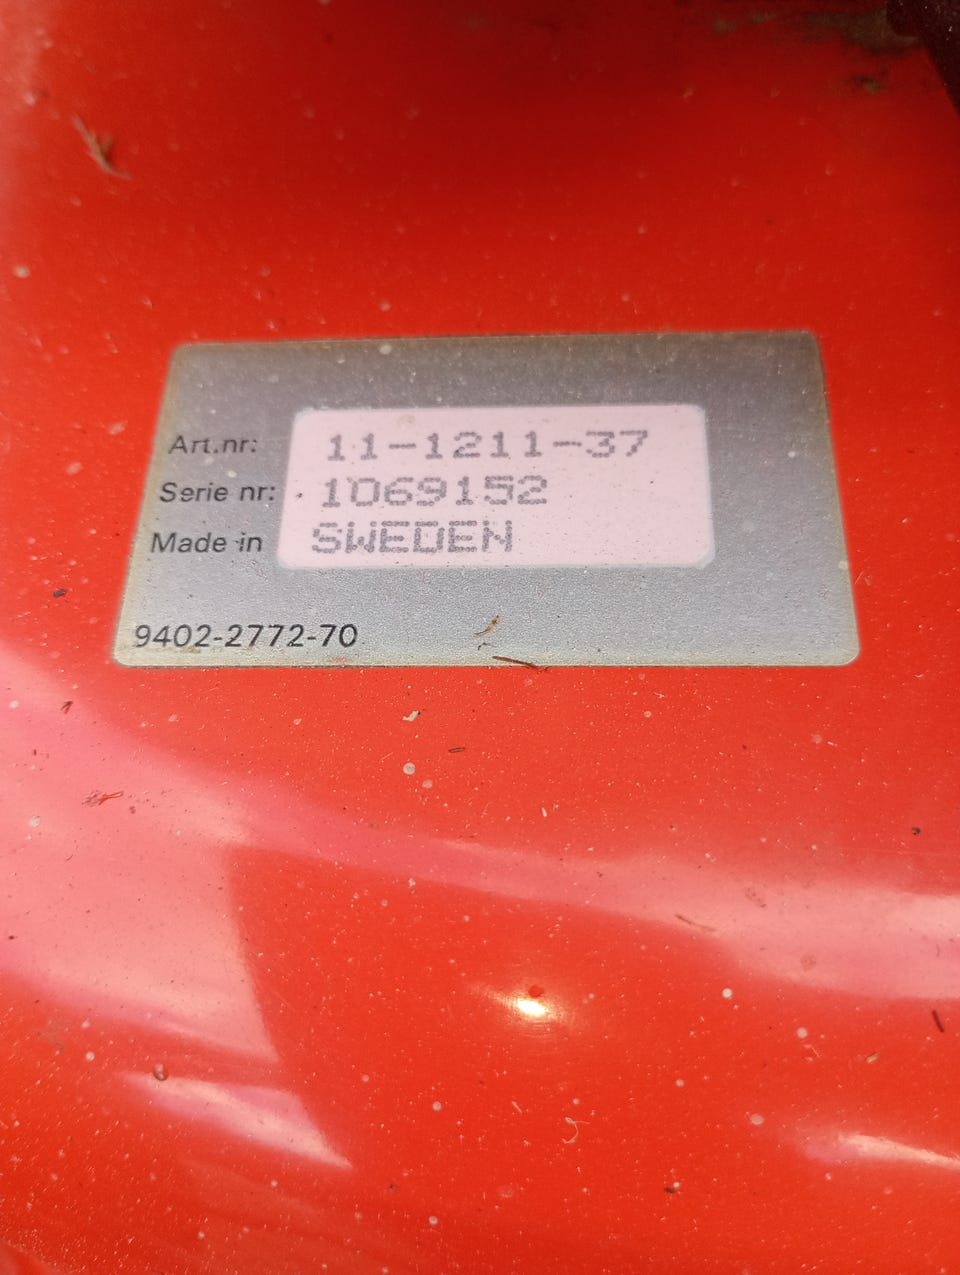 Art.nr: 11-1211-37
Serie nr: 1069152
Made in SWEDEN
9402-2772-70